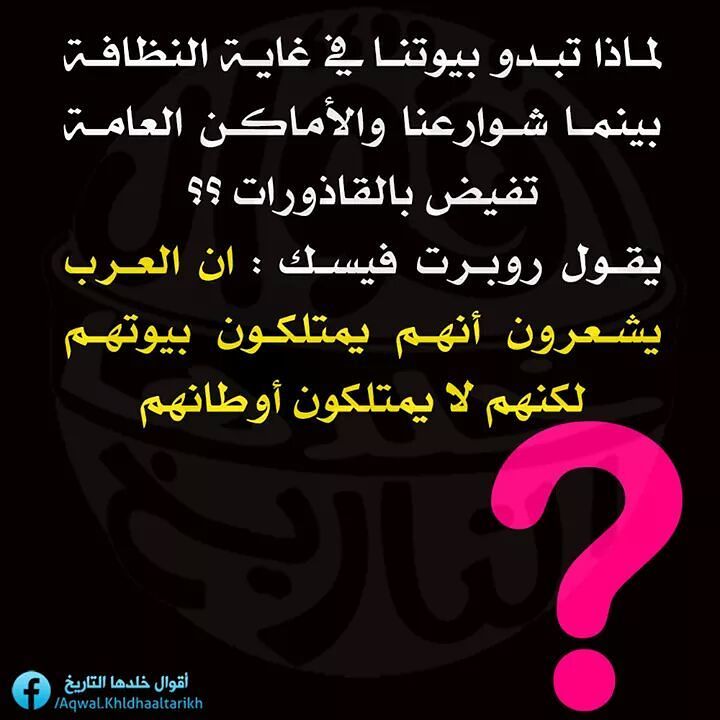 لماذا تبدو بيوتنا في غاية النظافة
بينما شوارعنا والأماكن العامة
تفيض بالقاذورات ؟؟
يقول روبرت فيسك : ان العرب
يشعرون أنهم يمتلكون بيوتهم
لكنهم لا يمتلكون أوطانهم
?
أقوال خلدها التاريخ
/Aqwal.Khldhaaltarikh